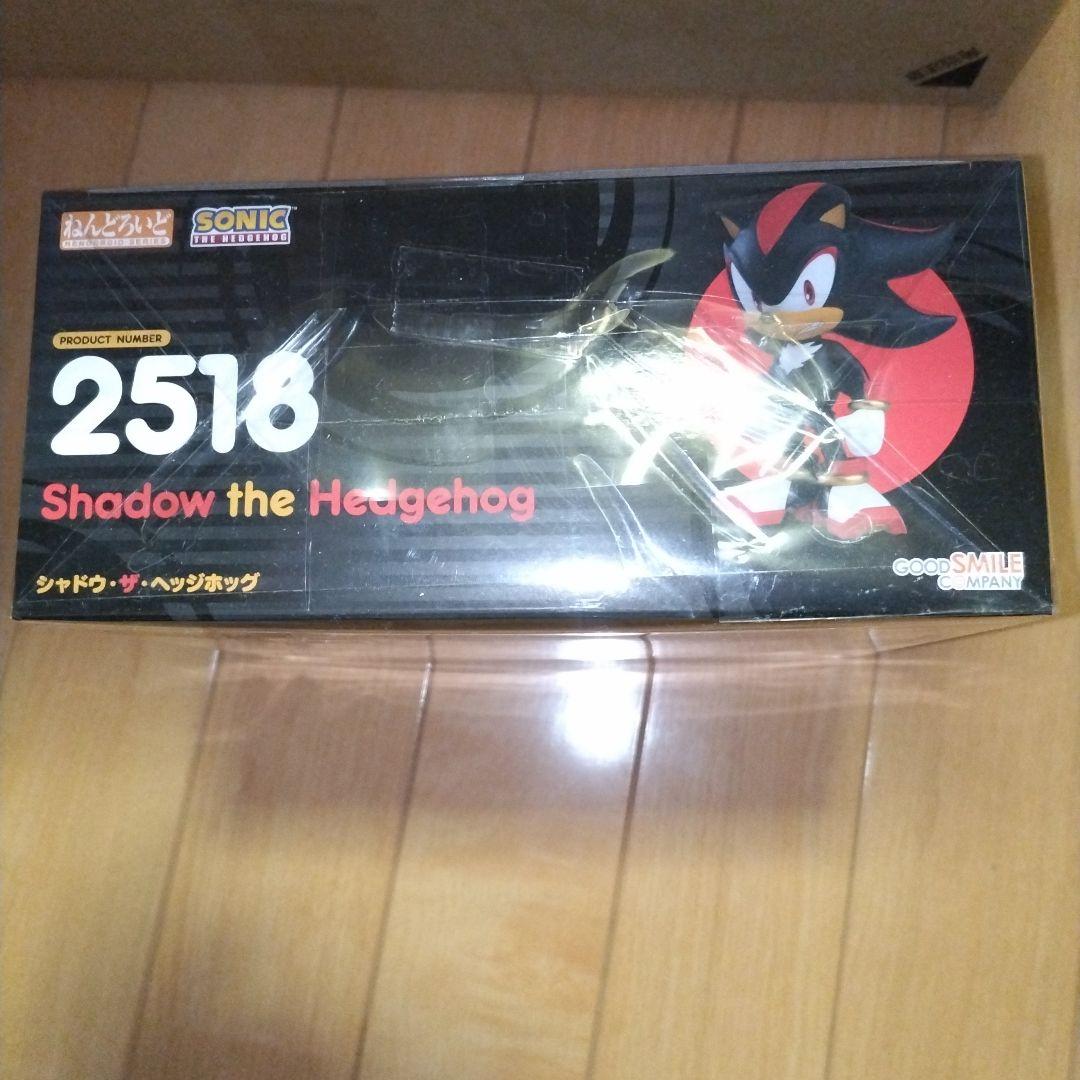 ねんどろいど
NENDOROID SERIES
SONIC™
THE HEDGEHOG
PRODUCT NUMBER
2518
Shadow the Hedgehog
シャドウ・ザ・ヘッジホッグ
GOOD SMILE
COMPANY